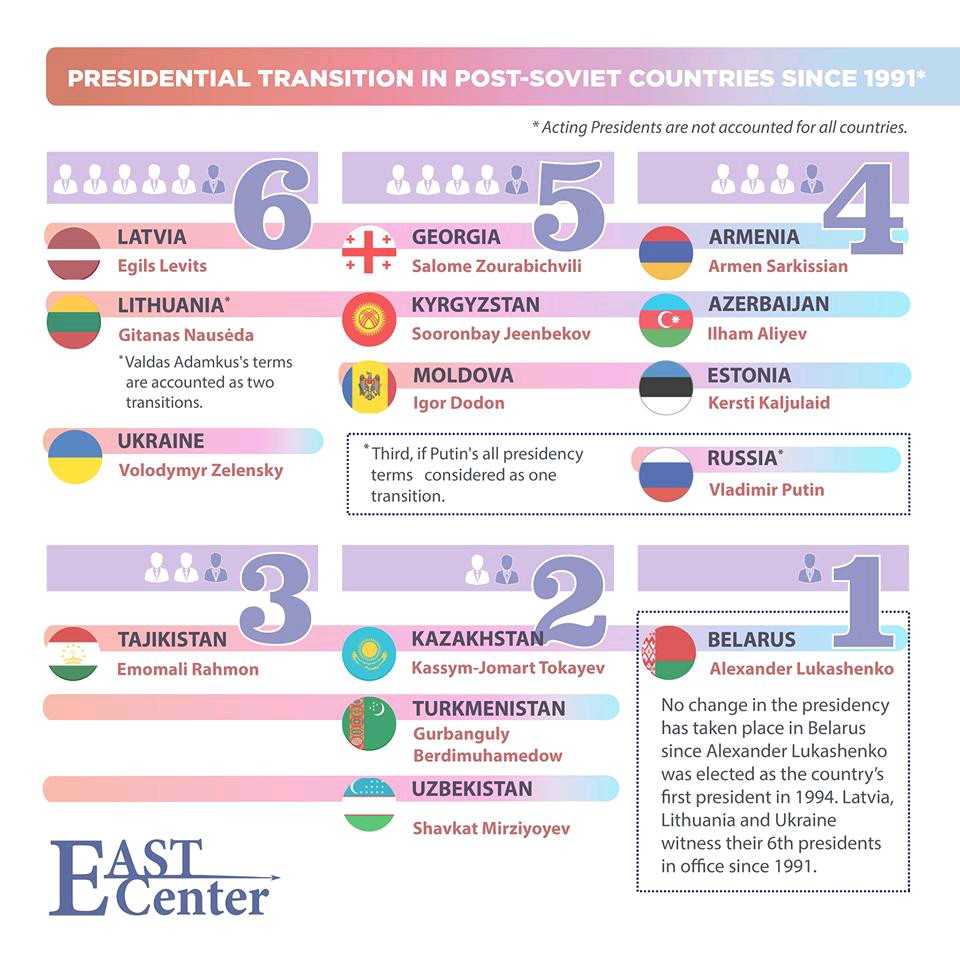 PRESIDENTIAL TRANSITION IN POST-SOVIET COUNTRIES SINCE 1991*
* Acting Presidents are not accounted for all countries.
6
LATVIA
Egils Levits
LITHUANIA*
Gitanas Nausėda
*Valdas Adamkus's terms
are accounted as two
transitions.
UKRAINE
Volodymyr Zelensky
5
GEORGIA
Salome Zourabichvili
KYRGYZSTAN
Sooronbay Jeenbekov
MOLDOVA
Igor Dodon
4
ARMENIA
Armen Sarkissian
AZERBAIJAN
Ilham Aliyev
ESTONIA
Kersti Kaljulaid
*Third, if Putin's all presidency
terms considered as one
transition.
RUSSIA*
Vladimir Putin
3
TAJIKISTAN
Emomali Rahmon
2
KAZAKHSTAN
Kassym-Jomart Tokayev
TURKMENISTAN
Gurbanguly
Berdimuhamedow
UZBEKISTAN
Shavkat Mirziyoyev
1
BELARUS
Alexander Lukashenko
No change in the presidency
has taken place in Belarus
since Alexander Lukashenko
was elected as the country's
first president in 1994. Latvia,
Lithuania and Ukraine
witness their 6th presidents
in office since 1991.
EAST
Center